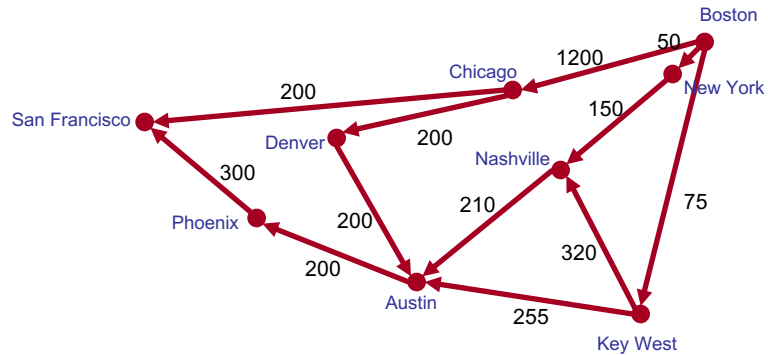 Boston
50
1200
Chicago
New York
200
150
San Francisco
Denver
200
Nashville
300
75
210
Phoenix
200
320
200
Austin
255
Key West